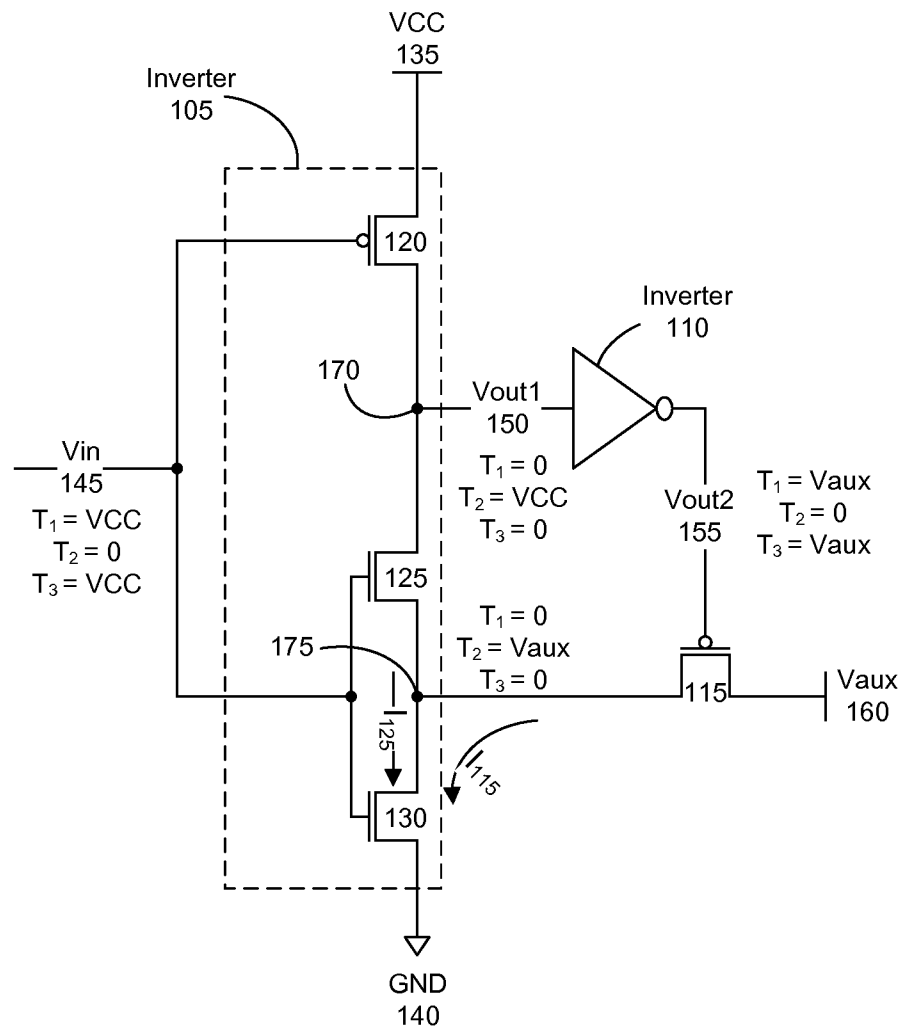 VCC
135
Inverter
105
120
Inverter
110
170
Vout1
150
Vin
145
T1 = VCC
T2 = 0
T3 = VCC
T1 = 0
T2 = VCC
T3 = 0
Vout2
155
T1 = Vaux
T2 = 0
T3 = Vaux
125
T1 = 0
T2 = Vaux
T3 = 0
175
115
Vaux
160
I125
I115
130
GND
140